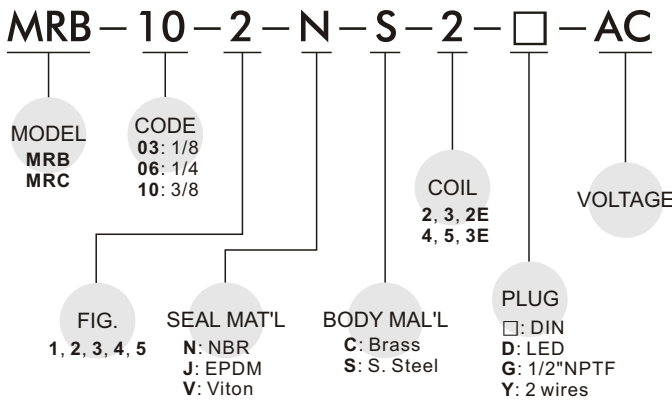 MRB – 10 – 2 – N – S – 2 – □ – AC
MODEL
MRB
MRC
CODE
03: 1/8
06: 1/4
10: 3/8
COIL
2, 3, 2E
4, 5, 3E
VOLTAGE
FIG.
1, 2, 3, 4, 5
SEAL MAT'L
N: NBR
J: EPDM
V: Viton
BODY MAL'L
C: Brass
S: S. Steel
PLUG
□: DIN
D: LED
G: 1/2"NPTF
Y: 2 wires